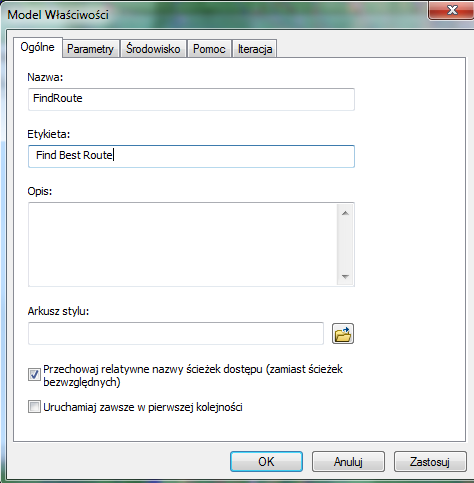 Model Właściwości
Ogólne Parametry Środowisko Pomoc Iteracja
Nazwa:
FindRoute
Etykieta:
Find Best Route
Opis:
Arkusz stylu:
Przechowaj relatywne nazwy ścieżek dostępu (zamiast ścieżek
bezwzględnych)
Uruchamiaj zawsze w pierwszej kolejności
OK Anuluj Zastosuj